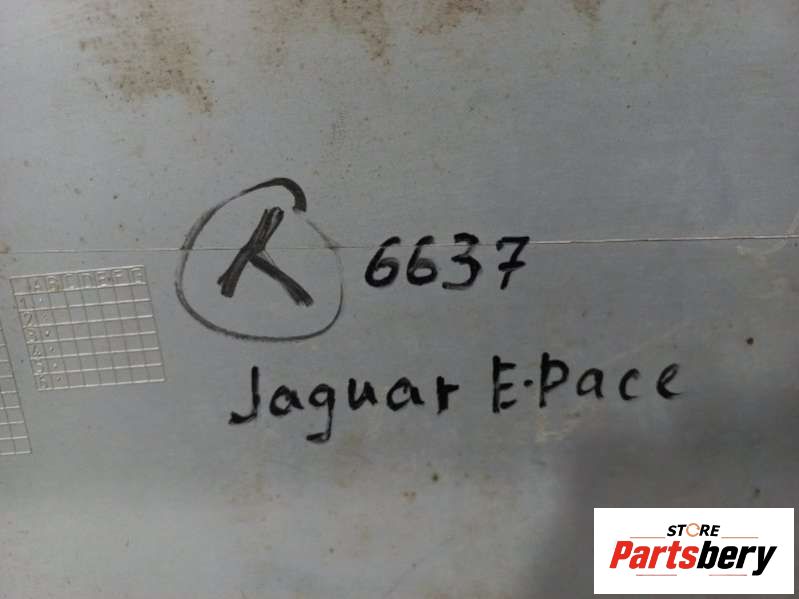 K 6637
Jaguar E-Pace
STORE
Partsbery